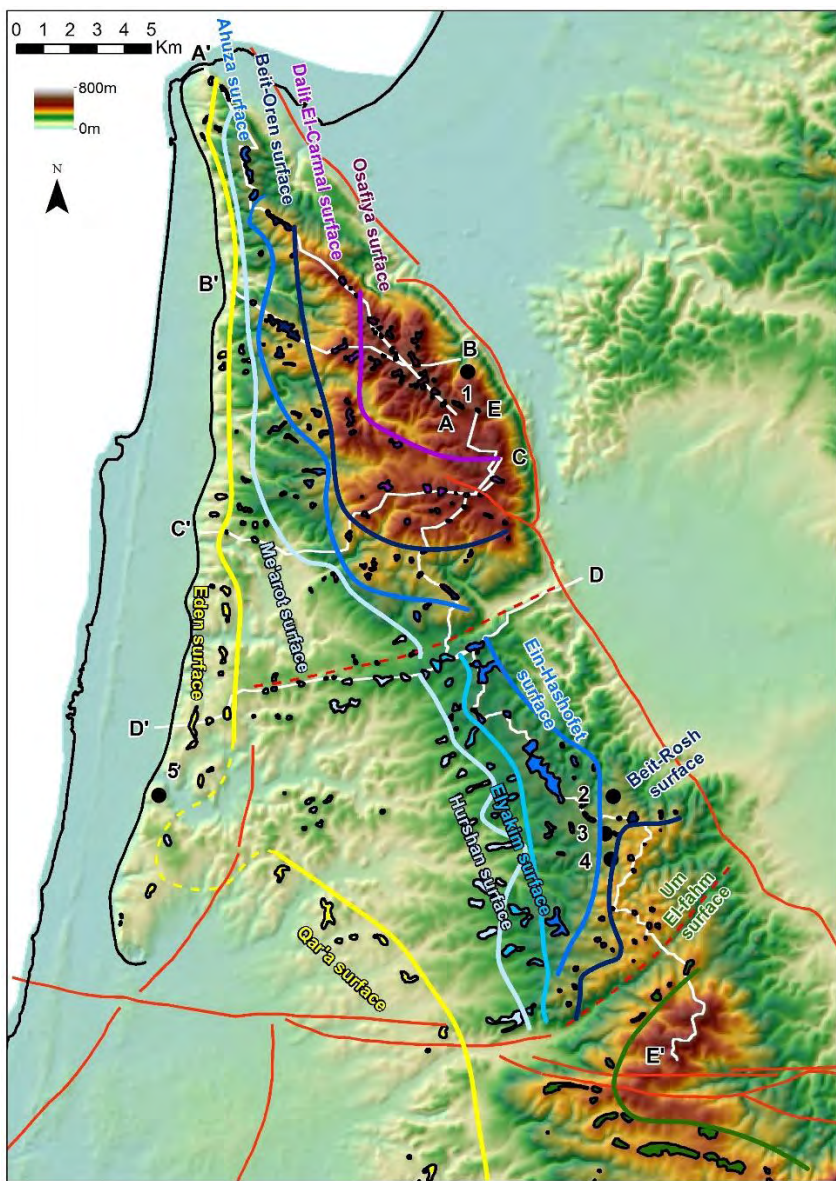 0 1 2 3 4 5
Km
A'
800m
0m
N
Ahuza surface
Beit-Oren surface
Dalit El-Carmal surface
Osafiya surface
B'
B
1
E
A
C
C'
Me'arot surface
Eden surface
D
D'
Ein-Hashofet
surface
Beit-Rosh
surface
5
2
3
4
Elyakim surface
Hurshan surface
Um
El-fahm
surface
Qar'a surface
E'